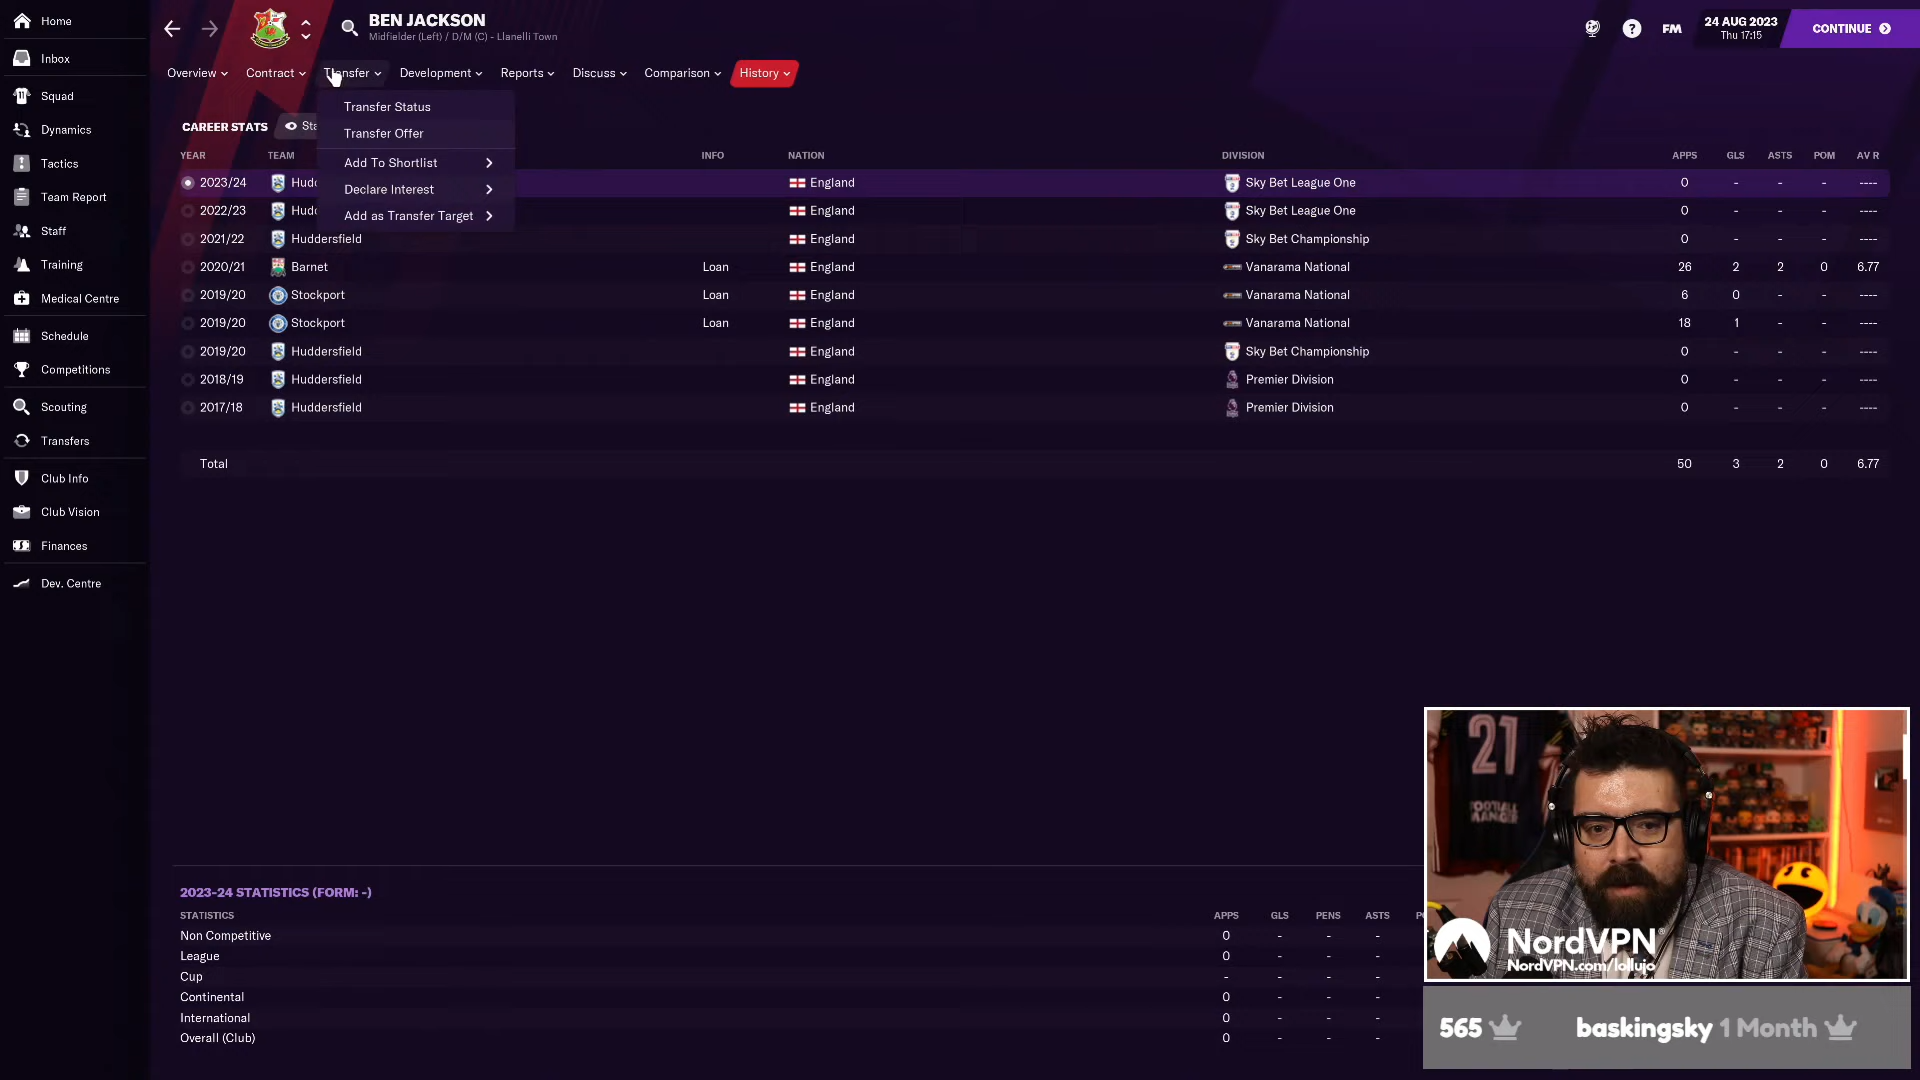 Home
Inbox
Squad
Dynamics
Tactics
Team Report
Staff
Training
Medical Centre
Schedule
Competitions
Scouting
Transfers
Club Info
Club Vision
Finances
Dev. Centre
BEN JACKSON
Midfielder (Left) / D/M (C) - Llanelli Town
FM
24 AUG 2023
Thu 17:15
CONTINUE
Overview Contract Transfer Development Reports Discuss Comparison History
Transfer Status
Transfer Offer
Add To Shortlist
Declare Interest
Add as Transfer Target
CAREER STATS Sta
YEAR TEAM INFO NATION DIVISION APPS GLS ASTS POM AV R
2023/24 Hudd England Sky Bet League One 0 - - - ----
2022/23 Hudd England Sky Bet League One 0 - - - ----
2021/22 Huddersfield England Sky Bet Championship 0 - - - ----
2020/21 Barnet Loan England Vanarama National 26 2 2 0 6.77
2019/20 Stockport Loan England Vanarama National 6 0 - - ----
2019/20 Stockport Loan England Vanarama National 18 1 - - ----
2019/20 Huddersfield England Sky Bet Championship 0 - - - ----
2018/19 Huddersfield England Premier Division 0 - - - ----
2017/18 Huddersfield England Premier Division 0 - - - ----
Total 50 3 2 0 6.77
2023-24 STATISTICS (FORM: -)
STATISTICS APPS GLS PENS ASTS
Non Competitive 0 - - -
League 0 - - -
Cup - - - -
Continental 0 - - -
International 0 - - -
Overall (Club) 0 - - -
21
FOOTBALL
MANAGER
NordVPN®
NordVPN.com/lollujo
565 baskingsky 1 Month